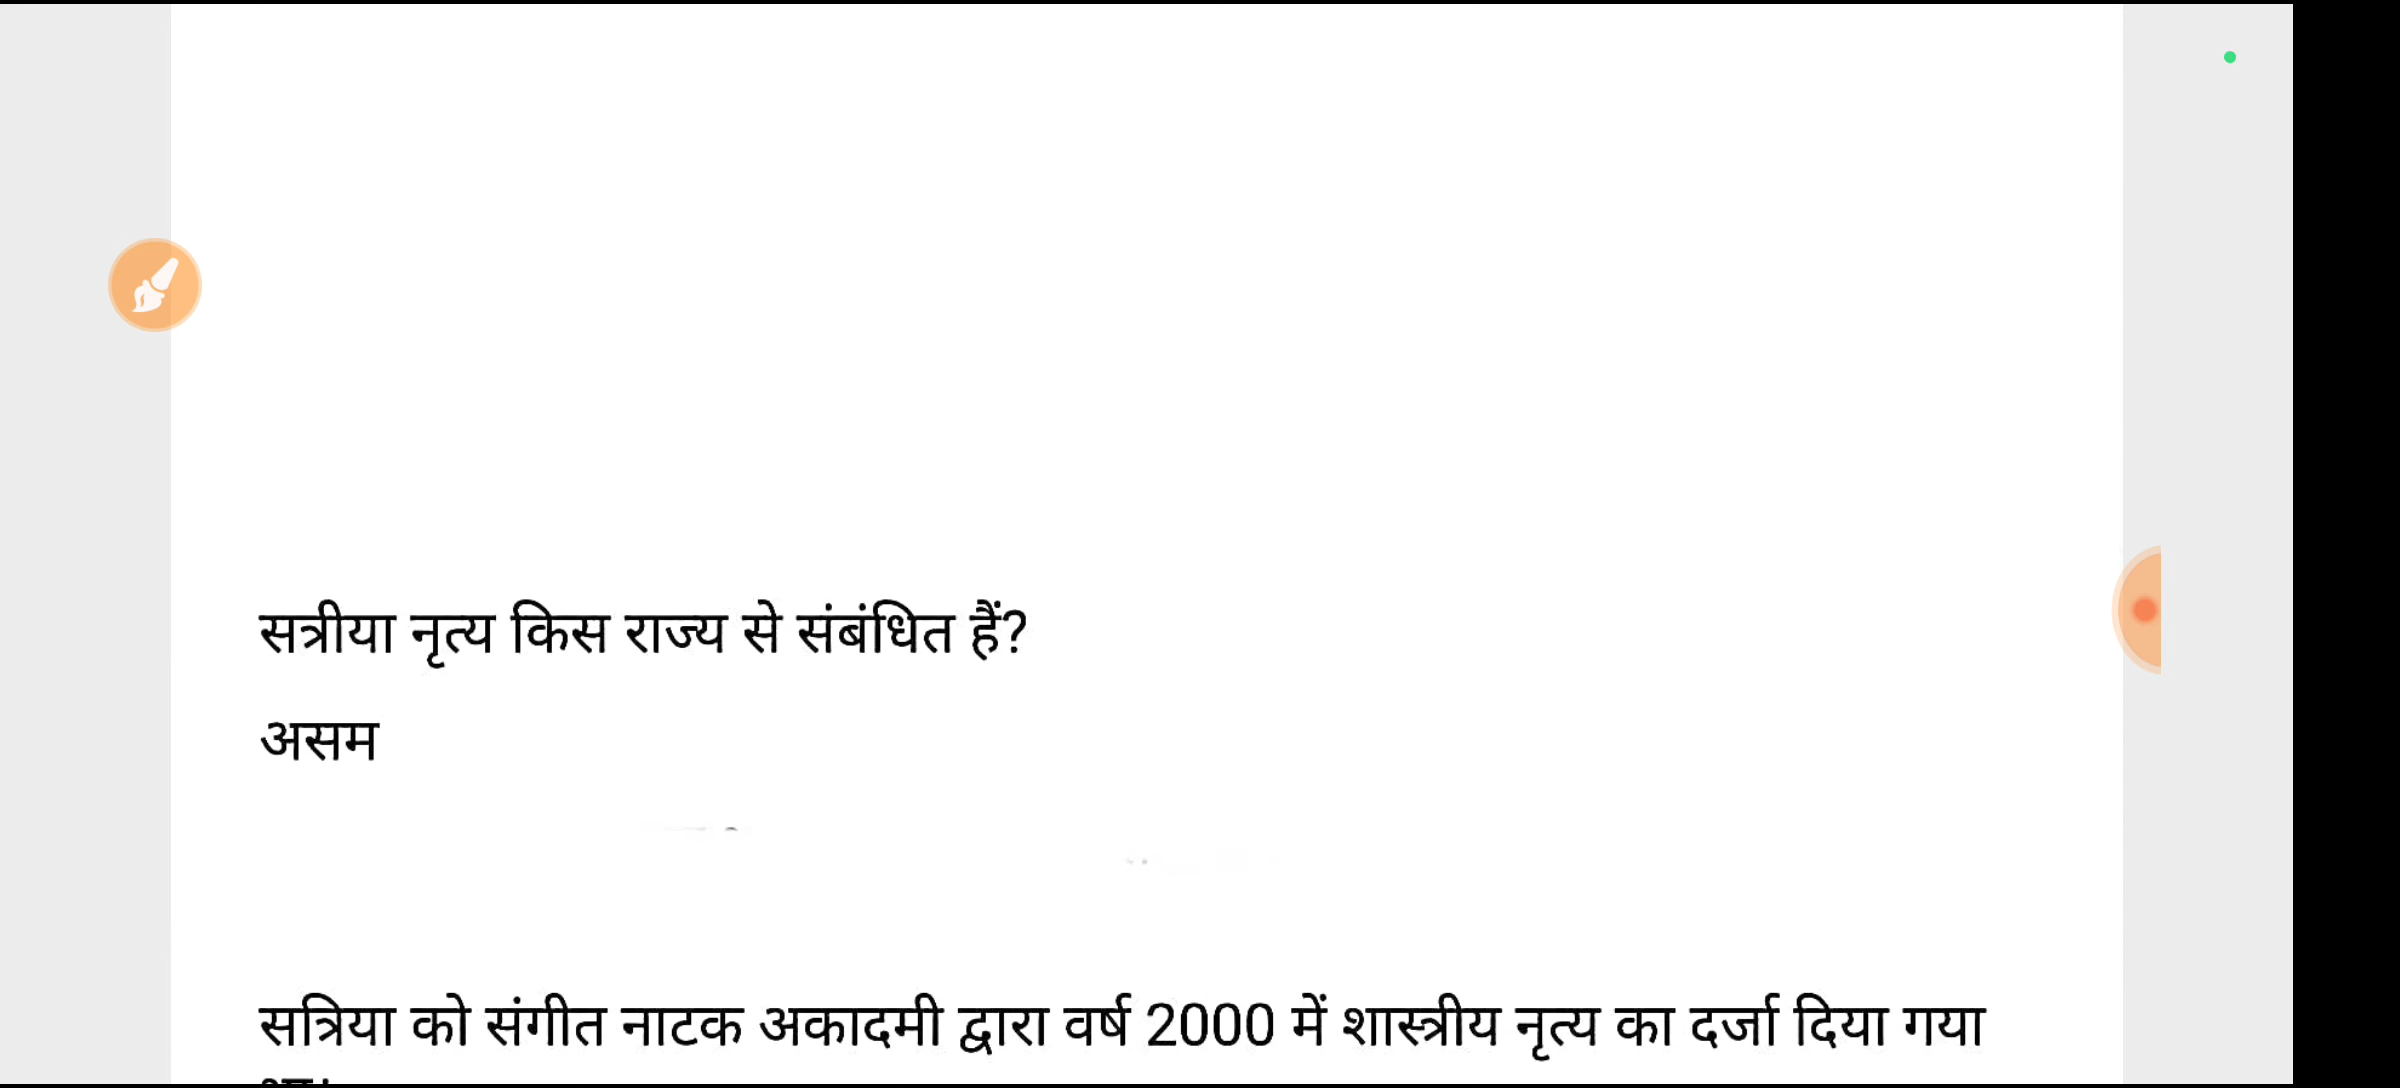 सत्रीया नृत्य किस राज्य से संबंधित हैं?
असम
सत्रिया को संगीत नाटक अकादमी द्वारा वर्ष 2000 में शास्त्रीय नृत्य का दर्जा दिया गया